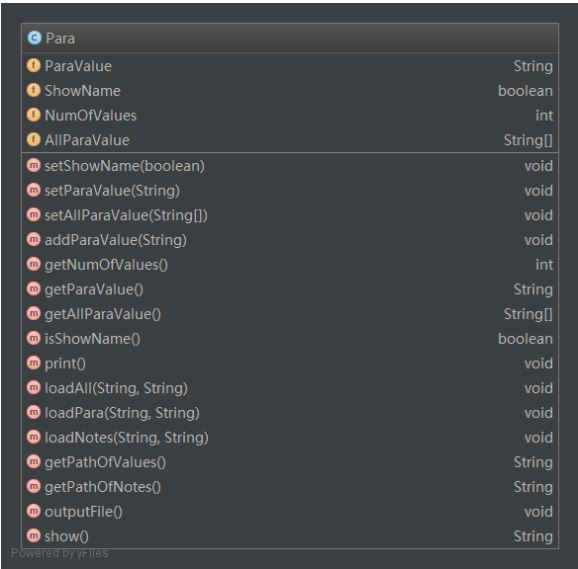 C Para
f ParaValue String
f ShowName boolean
f NumOfValues int
f AllParaValue String[]
m setShowName(boolean) void
m setParaValue(String) void
m setAllParaValue(String[]) void
m addParaValue(String) void
m getNumOfValues() int
m getParaValue() String
m getAllParaValue() String[]
m isShowName() boolean
m print() void
m loadAll(String, String) void
m loadPara(String, String) void
m loadNotes(String, String) void
m getPathOfValues() String
m getPathOfNotes() String
m outputFile() void
m show() String
Powered by yFiles